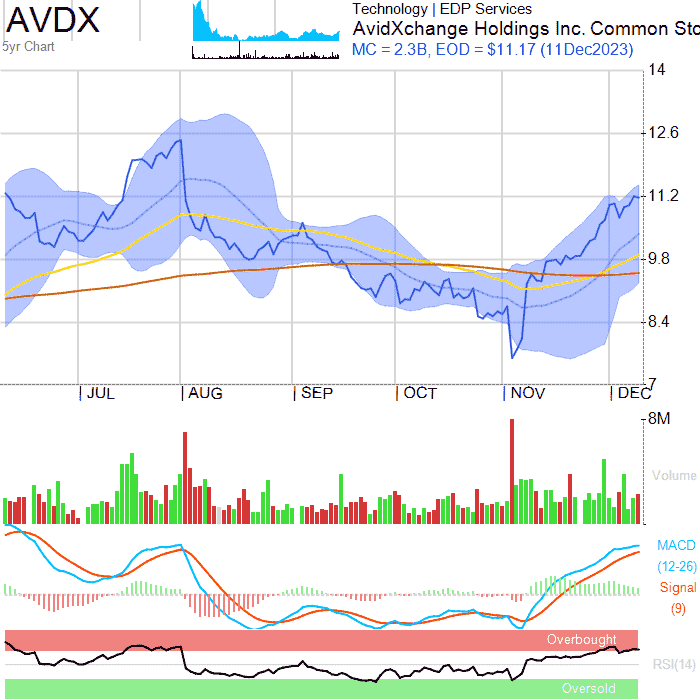 AVDX
5yr Chart
Technology | EDP Services
AvidXchange Holdings Inc. Common Sto
MC = 2.3B, EOD = $11.17 (11Dec2023)
14
12.6
11.2
9.8
8.4
7
JUL AUG SEP OCT NOV DEC
8M
Volume
MACD
(12-26)
Signal
(9)
Overbought
RSI(14)
Oversold